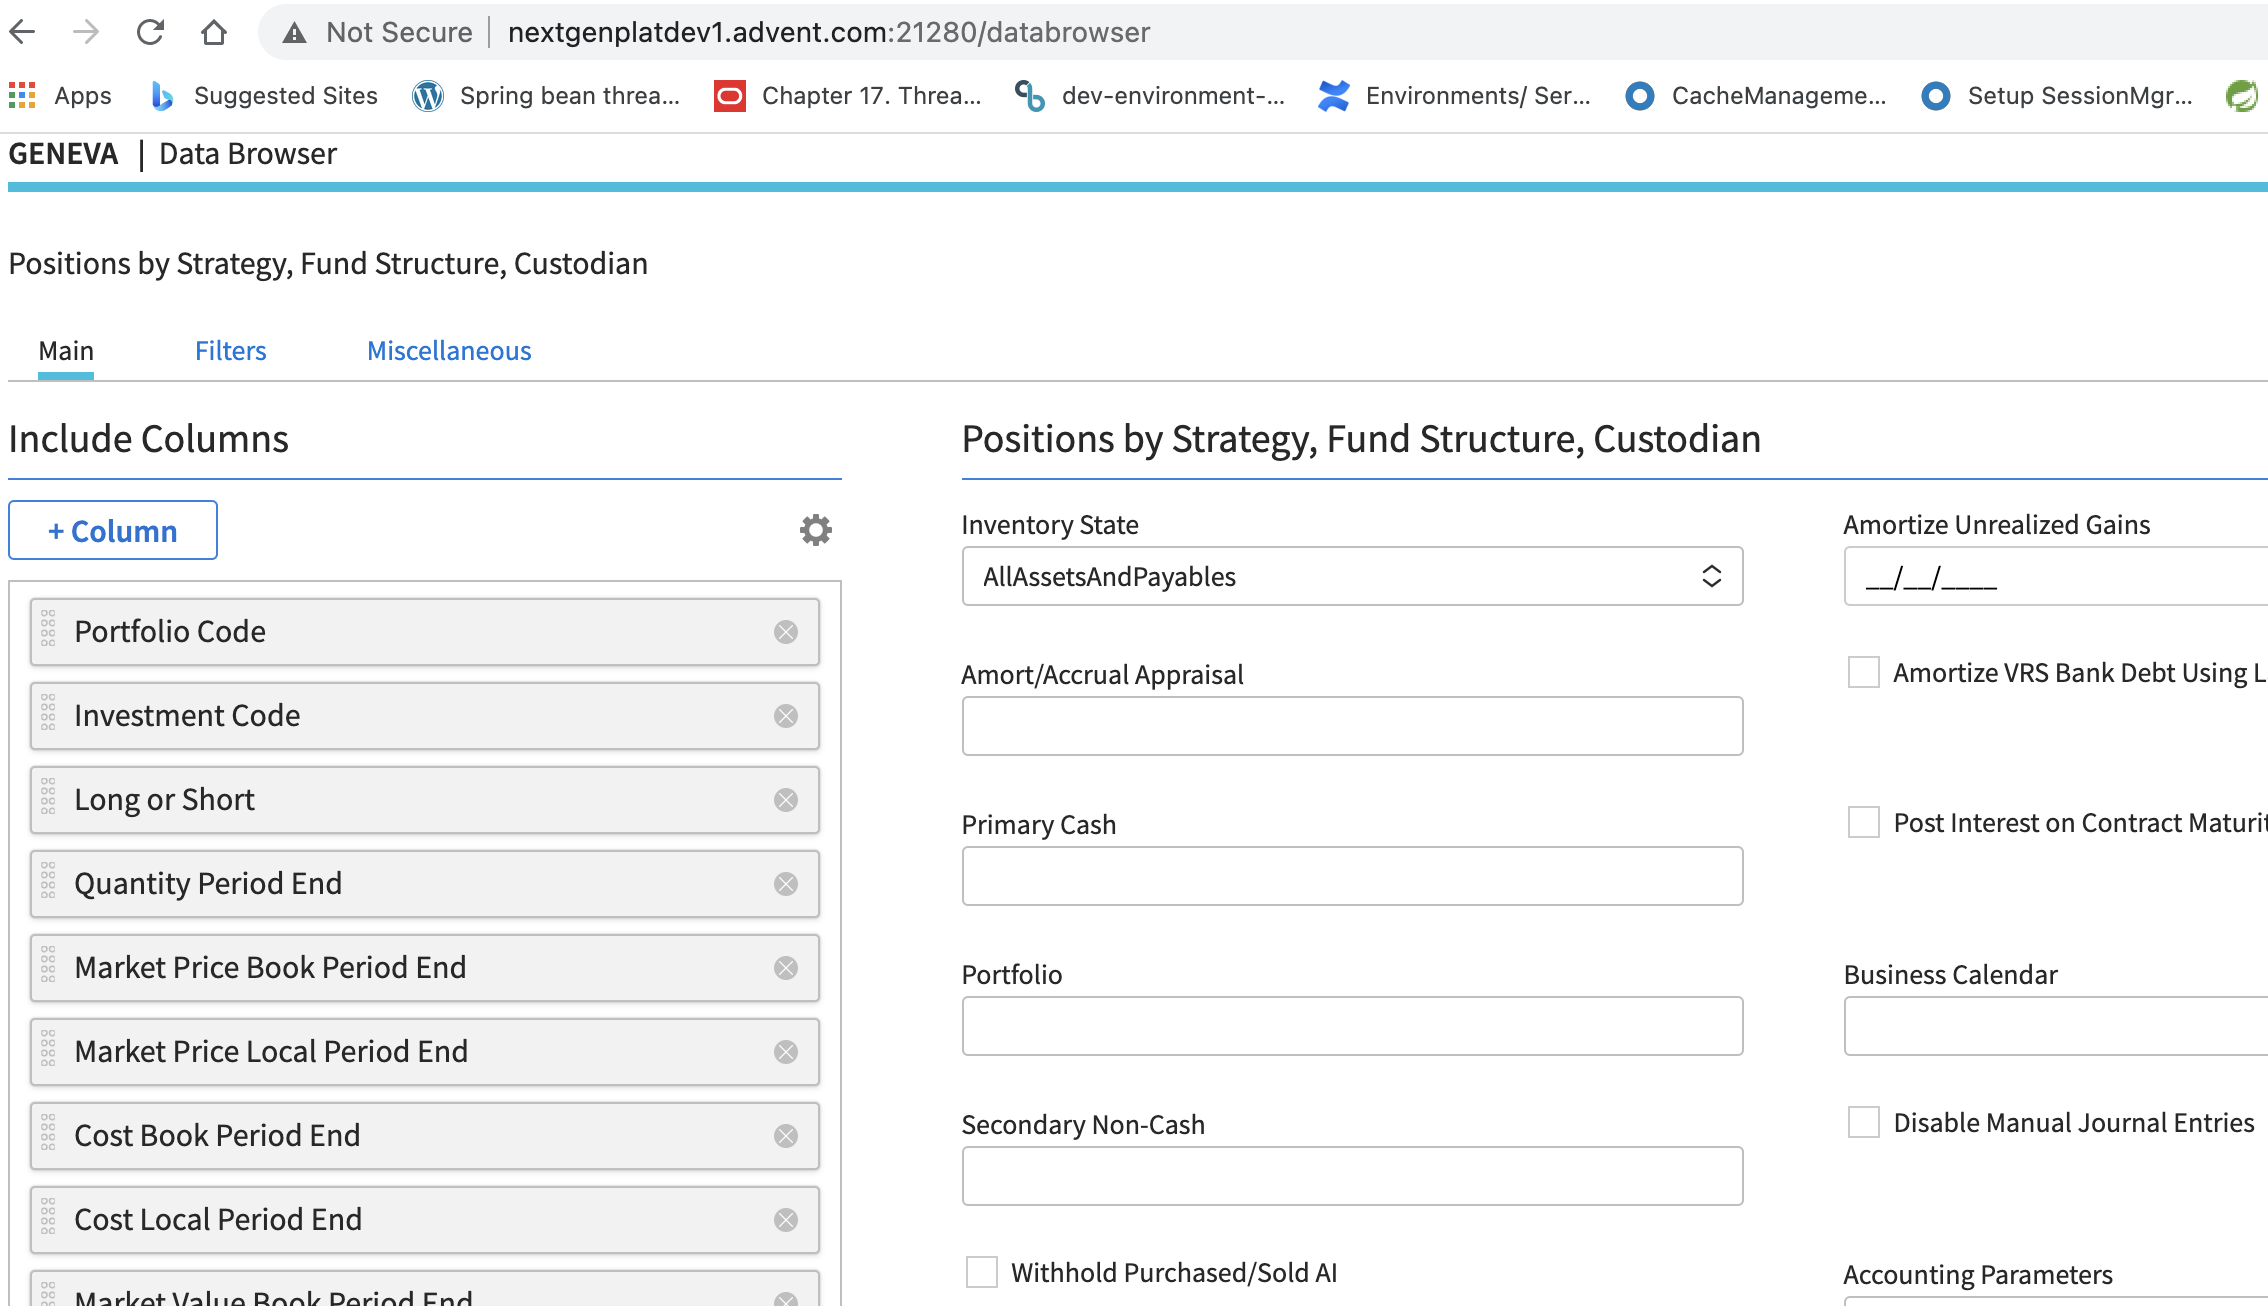 Not Secure | nextgenplatdev1.advent.com:21280/databrowser
Apps Suggested Sites Spring bean threa... Chapter 17. Threa... dev-environment-... Environments/ Ser... CacheManageme... Setup SessionMgr...
GENEVA | Data Browser
Positions by Strategy, Fund Structure, Custodian
Main Filters Miscellaneous
Include Columns
+ Column
Portfolio Code
Investment Code
Long or Short
Quantity Period End
Market Price Book Period End
Market Price Local Period End
Cost Book Period End
Cost Local Period End
Market Value Book Period End
Positions by Strategy, Fund Structure, Custodian
Inventory State
AllAssetsAndPayables
Amort/Accrual Appraisal
Primary Cash
Portfolio
Secondary Non-Cash
Withhold Purchased/Sold AI
Amortize Unrealized Gains
__/__/____
Amortize VRS Bank Debt Using L
Post Interest on Contract Maturit
Business Calendar
Disable Manual Journal Entries
Accounting Parameters